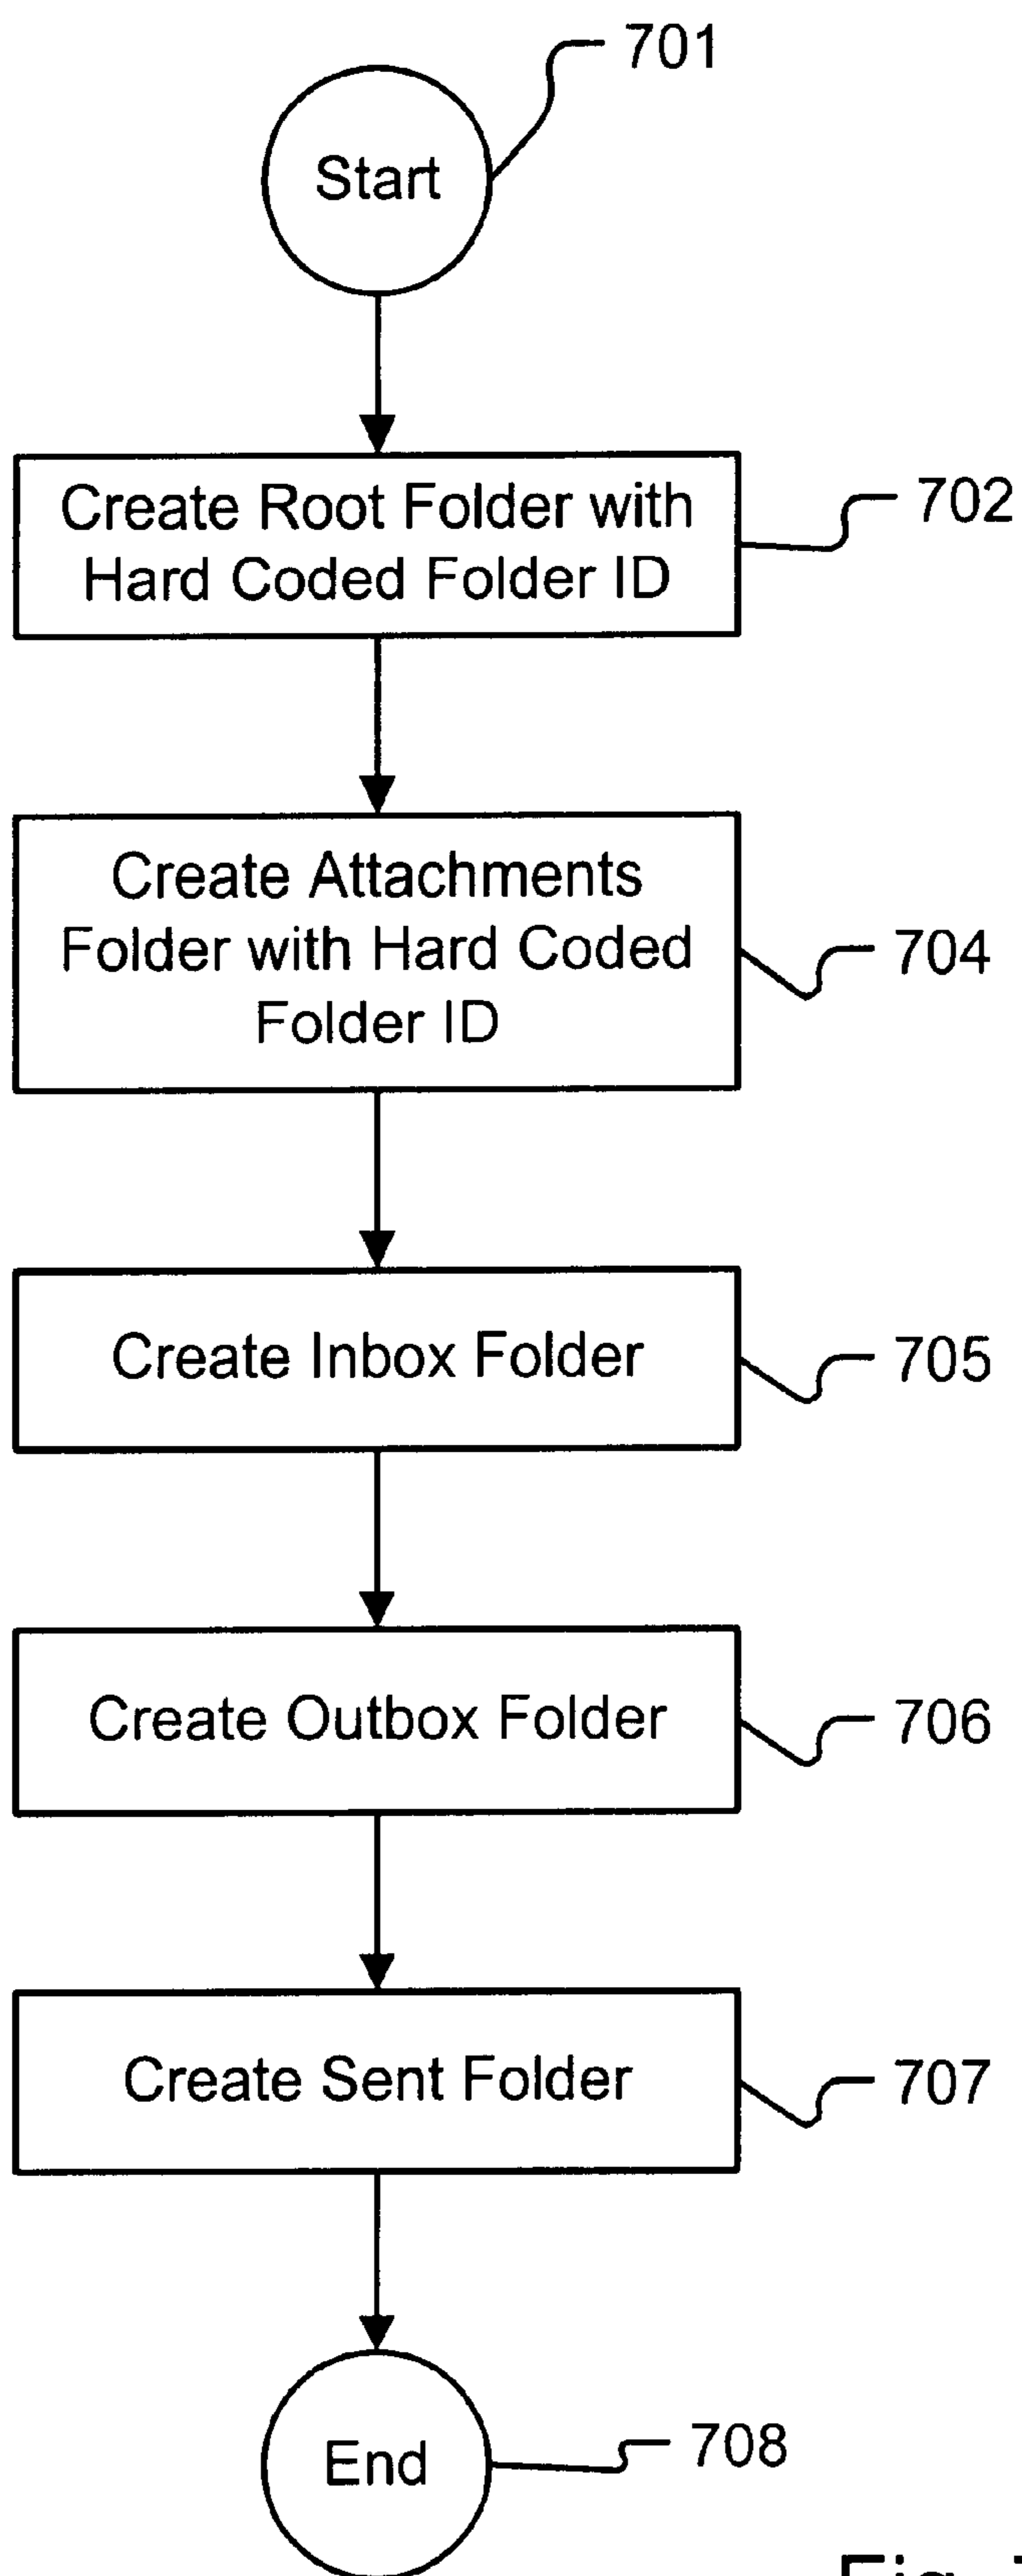 701
Start
Create Root Folder with
Hard Coded Folder ID
702
Create Attachments
Folder with Hard Coded
Folder ID
704
Create Inbox Folder
705
Create Outbox Folder
706
Create Sent Folder
707
End
708